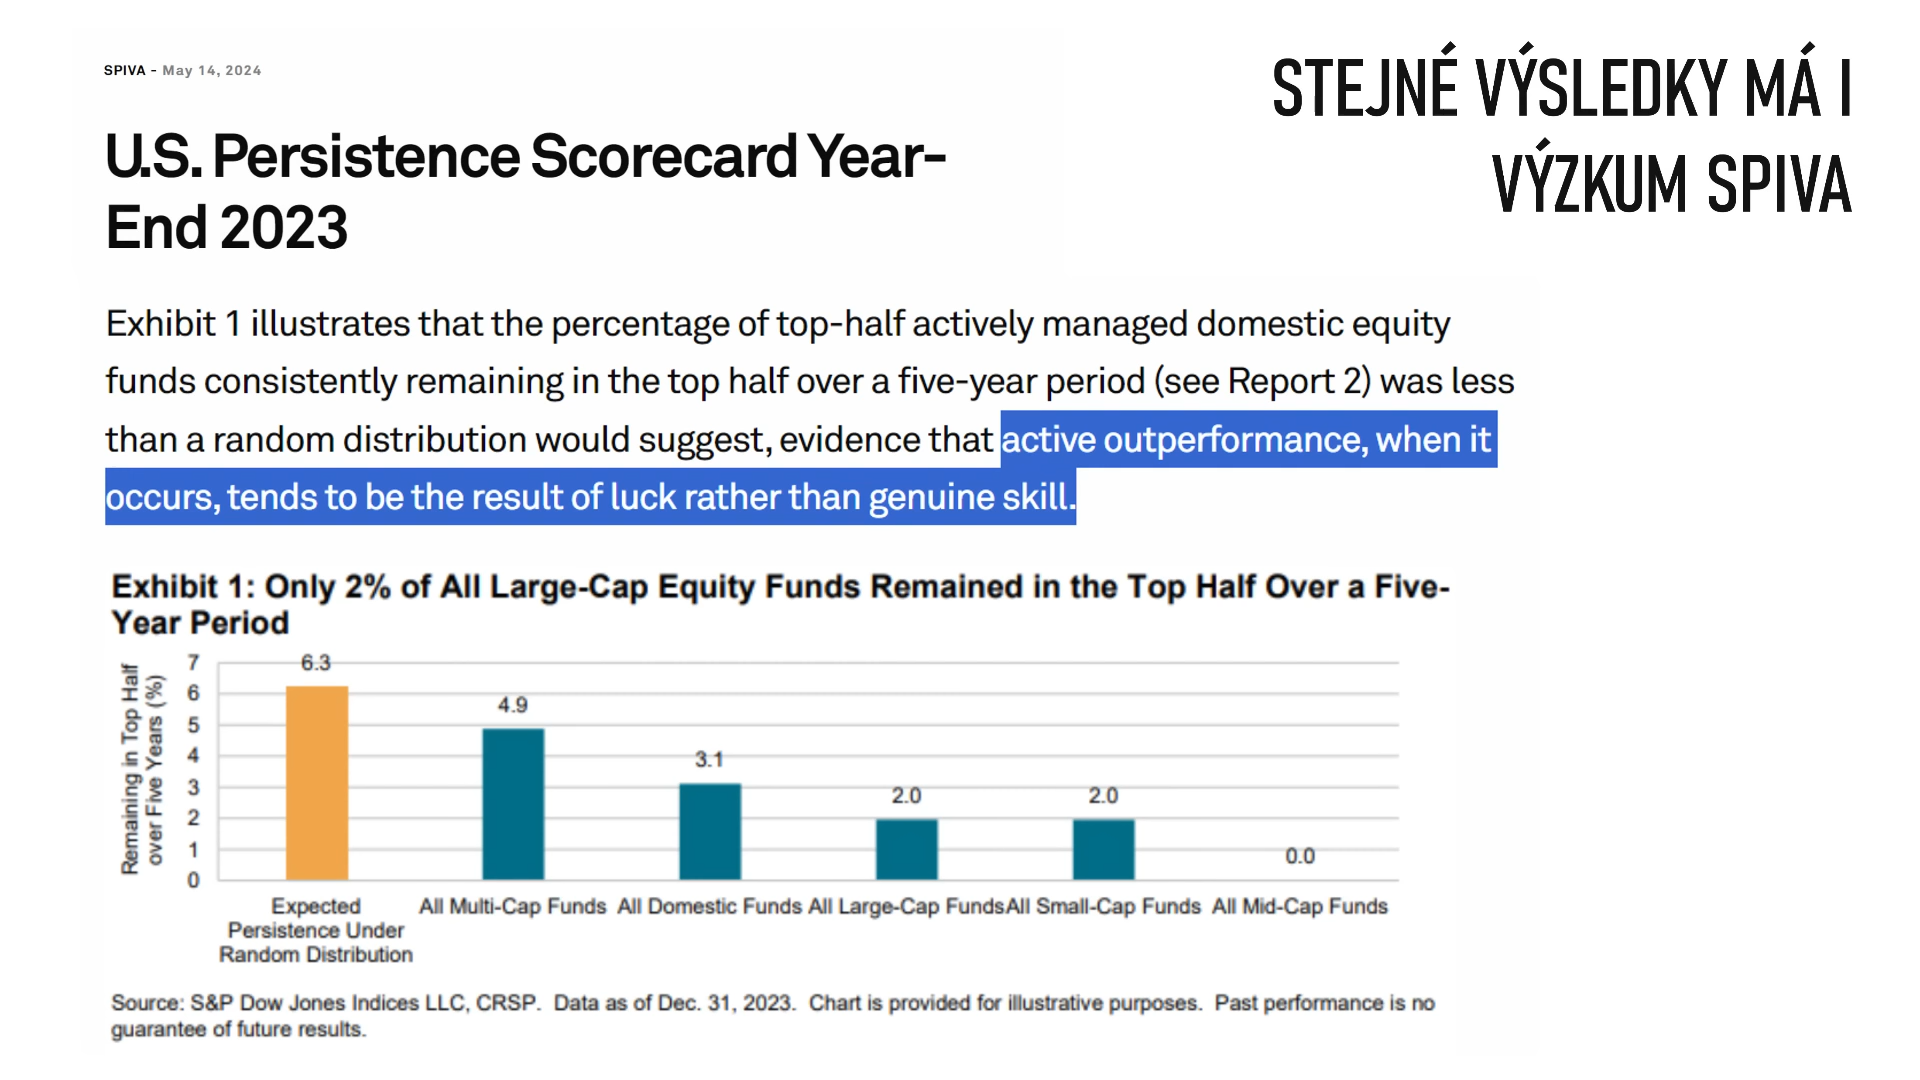 SPIVA - May 14, 2024
STEJNÉ VÝSLEDKY MÁ I
VÝZKUM SPIVA
U.S. Persistence Scorecard Year-
End 2023
Exhibit 1 illustrates that the percentage of top-half actively managed domestic equity
funds consistently remaining in the top half over a five-year period (see Report 2) was less
than a random distribution would suggest, evidence that active outperformance, when it
occurs, tends to be the result of luck rather than genuine skill.
Exhibit 1: Only 2% of All Large-Cap Equity Funds Remained in the Top Half Over a Five-
Year Period
Remaining in Top Half
over Five Years (%)
7
6
5
4
3
2
1
0
6.3
4.9
3.1
2.0
2.0
0.0
Expected
Persistence Under
Random Distribution
All Multi-Cap Funds
All Domestic Funds
All Large-Cap Funds
All Small-Cap Funds
All Mid-Cap Funds
Source: S&P Dow Jones Indices LLC, CRSP.  Data as of Dec. 31, 2023.  Chart is provided for illustrative purposes.  Past performance is no
guarantee of future results.